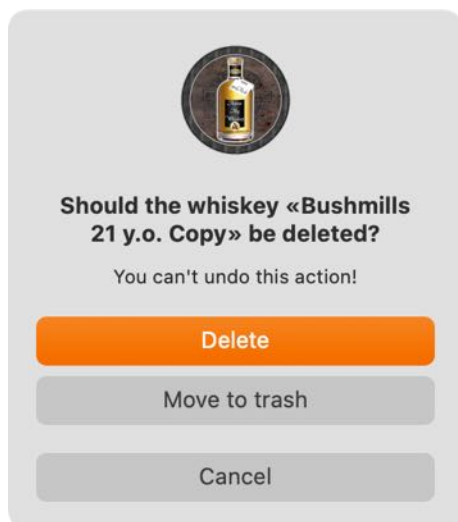 Should the whiskey «Bushmills
21 y.o. Copy» be deleted?
You can't undo this action!
Delete
Move to trash
Cancel